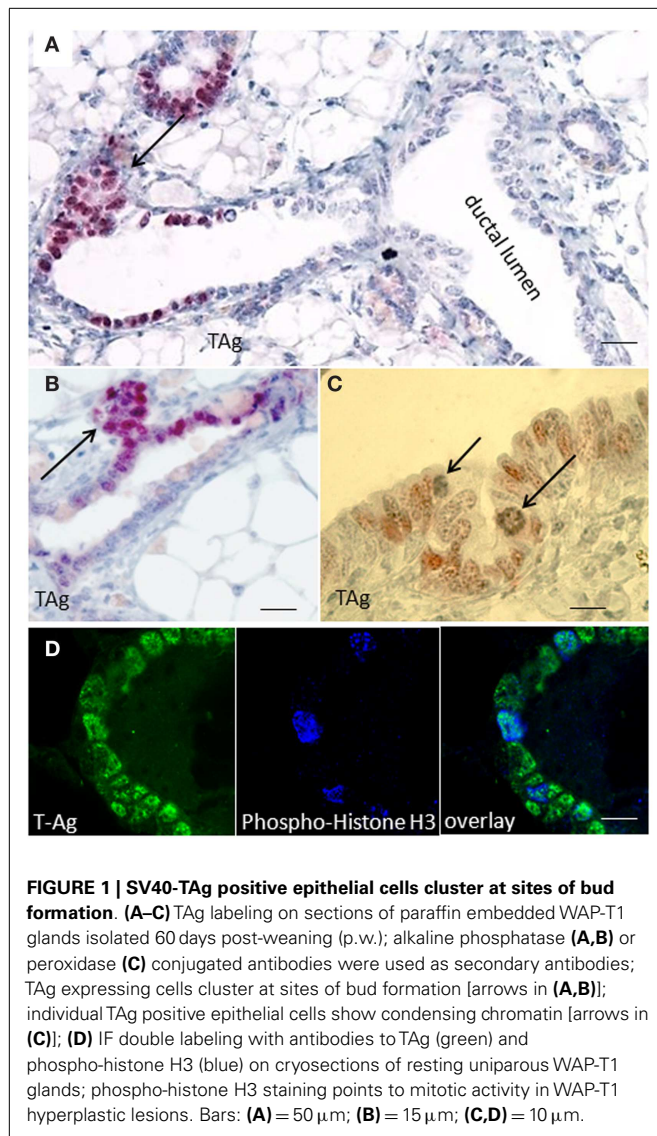 A
ductal lumen
TAg
B
C
TAg
TAg
D
T-Ag
Phospho-Histone H3
overlay
FIGURE 1 | SV40-TAg positive epithelial cells cluster at sites of bud
formation. (A–C) TAg labeling on sections of paraffin embedded WAP-T1
glands isolated 60 days post-weaning (p.w.); alkaline phosphatase (A,B) or
peroxidase (C) conjugated antibodies were used as secondary antibodies;
TAg expressing cells cluster at sites of bud formation [arrows in (A,B)];
individual TAg positive epithelial cells show condensing chromatin [arrows in
(C)]; (D) IF double labeling with antibodies to TAg (green) and
phospho-histone H3 (blue) on cryosections of resting uniparous WAP-T1
glands; phospho-histone H3 staining points to mitotic activity in WAP-T1
hyperplastic lesions. Bars: (A) = 50 μm; (B) = 15 μm; (C,D) = 10 μm.